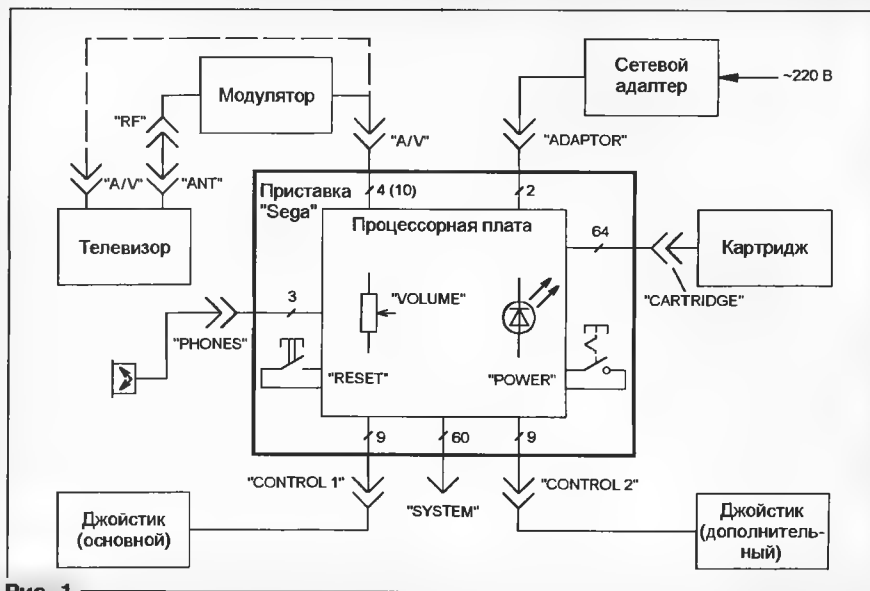 Модулятор
Сетевой
адалтер
~220 В
"RF"
"A/V"
"ADAPTOR"
"A/V"
"ANT"
Приставка
"Sega"
4 (10)
2
Телевизор
Процессорная плата
64
Картридж
"CARTRIDGE"
3
"VOLUME"
"PHONES"
"RESET"
"POWER"
9
60
9
"CONTROL 1"
"SYSTEM"
"CONTROL 2"
Джойстик
(основной)
Джойстик
(дополнитель-
ный)
Рис. 1